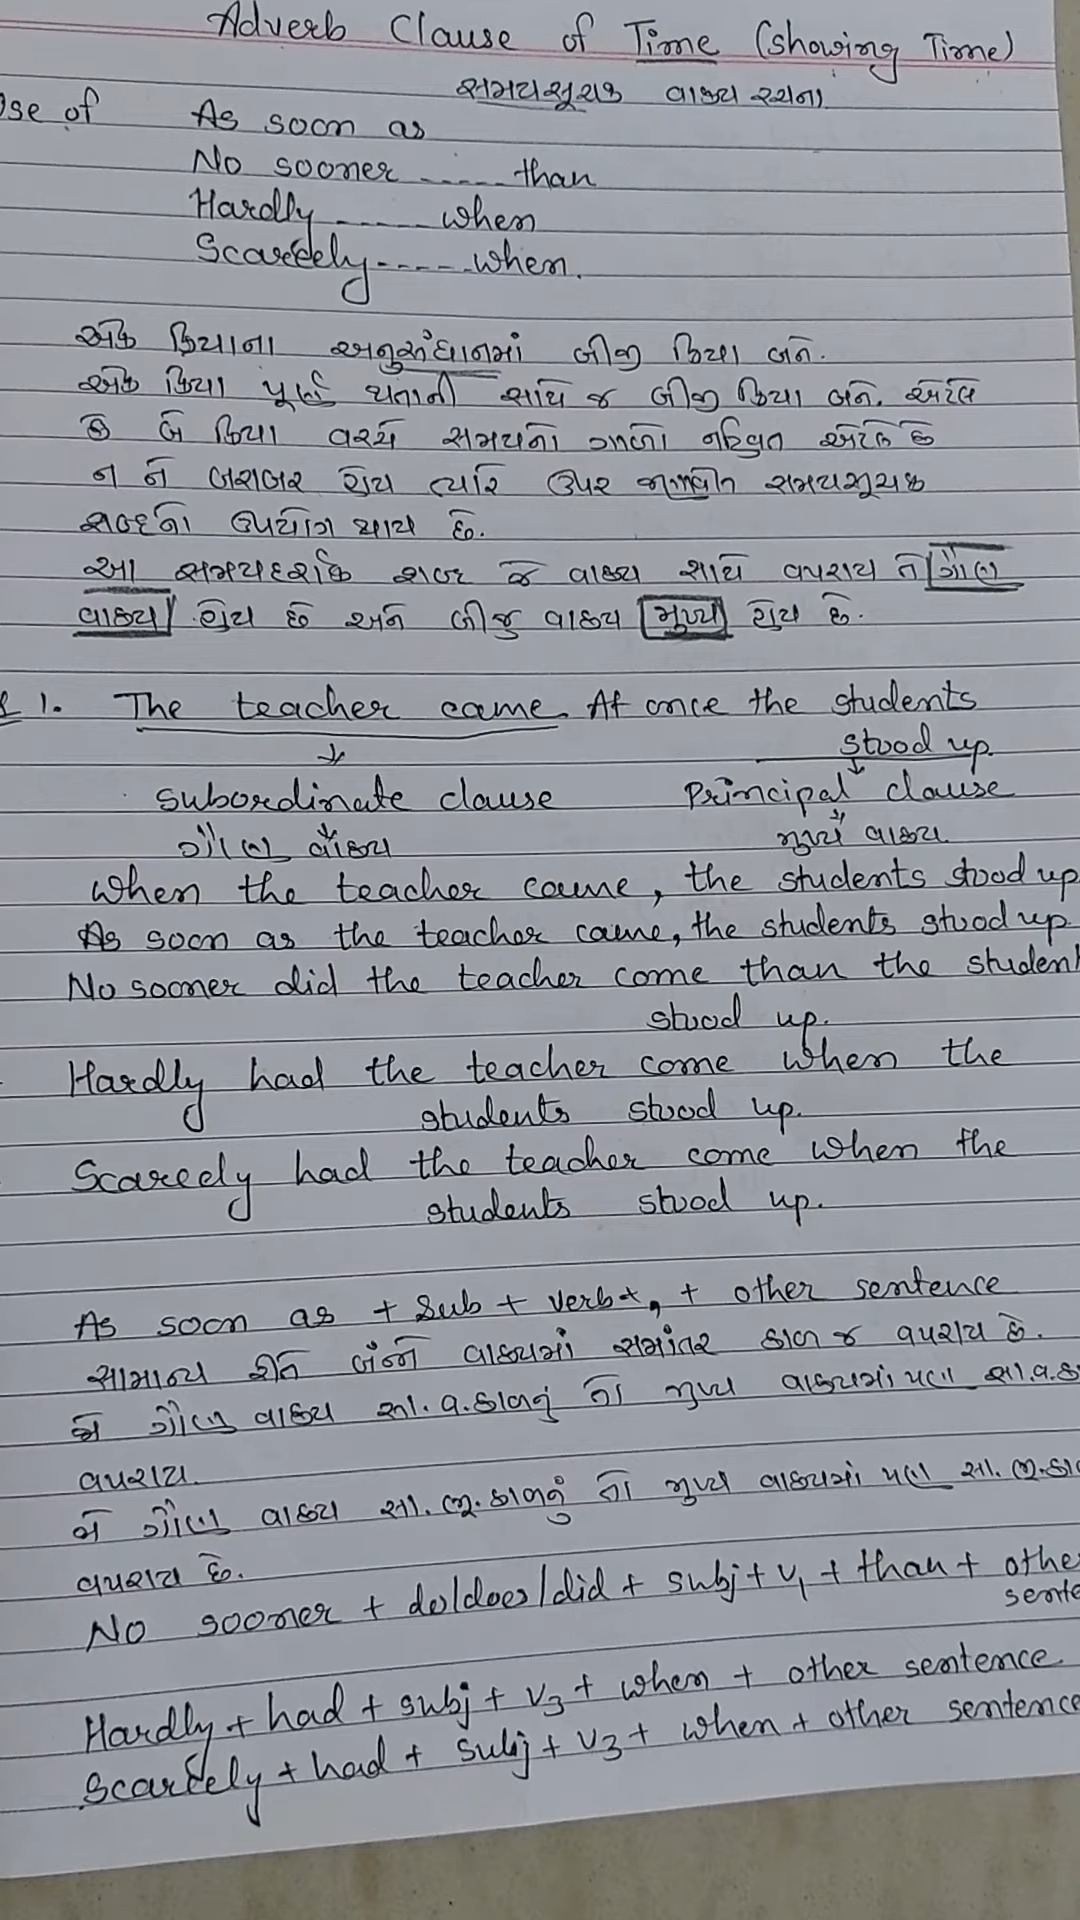 Adverb Clause of Time (showing Time)
સમયસૂચક વાક્ય રચના
Use of As soon as
No sooner ----- than
Hardly ----- when
Scarcely ----- when.
એક ક્રિયાના અનુસંધાનમાં બીજી ક્રિયા બને.
એક ક્રિયા પૂર્ણ થતાની સાથે જ બીજી ક્રિયા બને. એટલે
કે બે ક્રિયા વચ્ચે સમયનો ગાળો નહિવત એટલે કે
ન ને બરાબર હોય ત્યારે ઉપર જણાવેલ સમયસૂચક
શબ્દનો ઉપયોગ થાય છે.
આ સમયદર્શક શબ્દ જે વાક્ય સાથે વપરાય તે ગૌણ
વાક્ય હોય છે અને બીજુ વાક્ય મુખ્ય હોય છે.
1. The teacher came. At once the students
stood up.
subordinate clause principal clause
ગૌણ વાક્ય મુખ્ય વાક્ય
When the teacher came, the students stood up
As soon as the teacher came, the students stood up.
No sooner did the teacher come than the student
stood up.
Hardly had the teacher come when the
students stood up.
Scarcely had the teacher come when the
students stood up.
As soon as + Sub + verb+, + other sentence
સામાન્ય રીતે બંન્ને વાક્યમાં સમાંતર કાળ જ વપરાય છે.
જો ગૌણ વાક્ય સા. વ. કાળનું તો મુખ્ય વાક્યમાં પણ સા.વ.કા
વપરાય.
જો ગૌણ વાક્ય સા. ભૂ. કાળનું તો મુખ્ય વાક્યમાં પણ સા. ભૂ.કા
વપરાય છે.
No sooner + do/does/did + subj + V1 + than + othe
sente
Hardly + had + subj + V3 + when + other sentence.
Scarcely + had + subj + V3 + when + other sentence